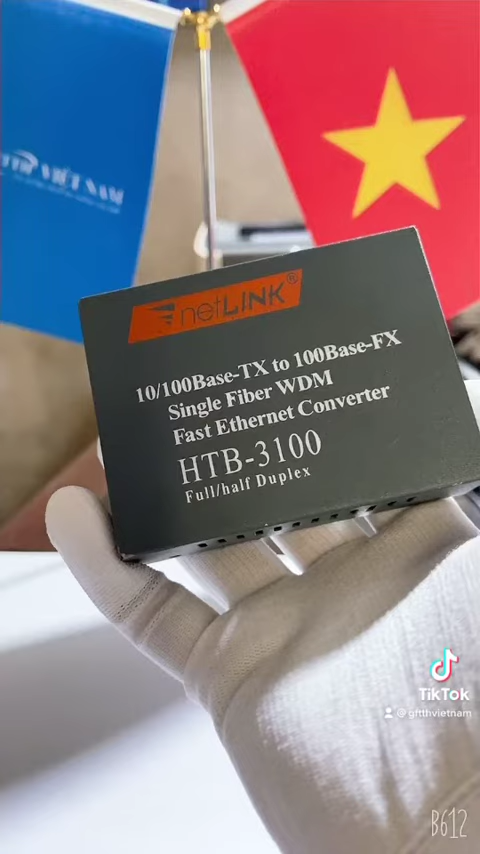 VIETNAM
netLINK®
10/100Base-TX to 100Base-FX
Single Fiber WDM
Fast Ethernet Converter
HTB-3100
Full/half Duplex
TikTok
@gftthvietnam
B612